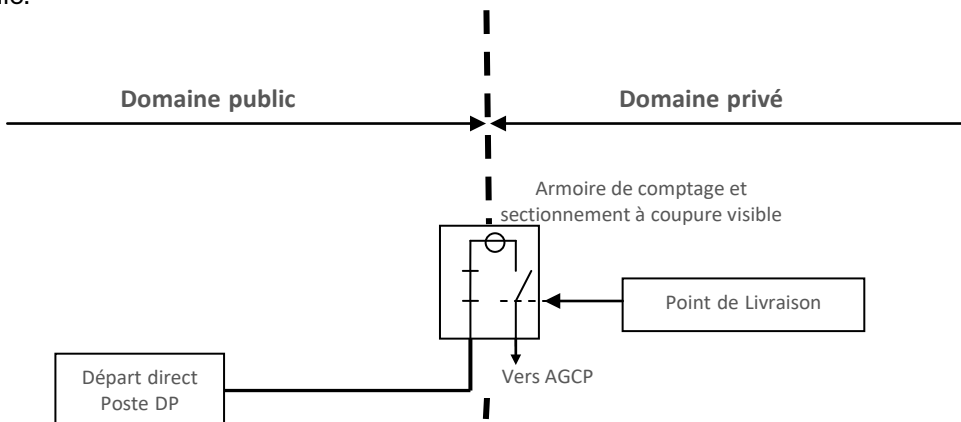 Domaine public
Domaine privé
Armoire de comptage et
sectionnement à coupure visible
Point de Livraison
Vers AGCP
Départ direct
Poste DP